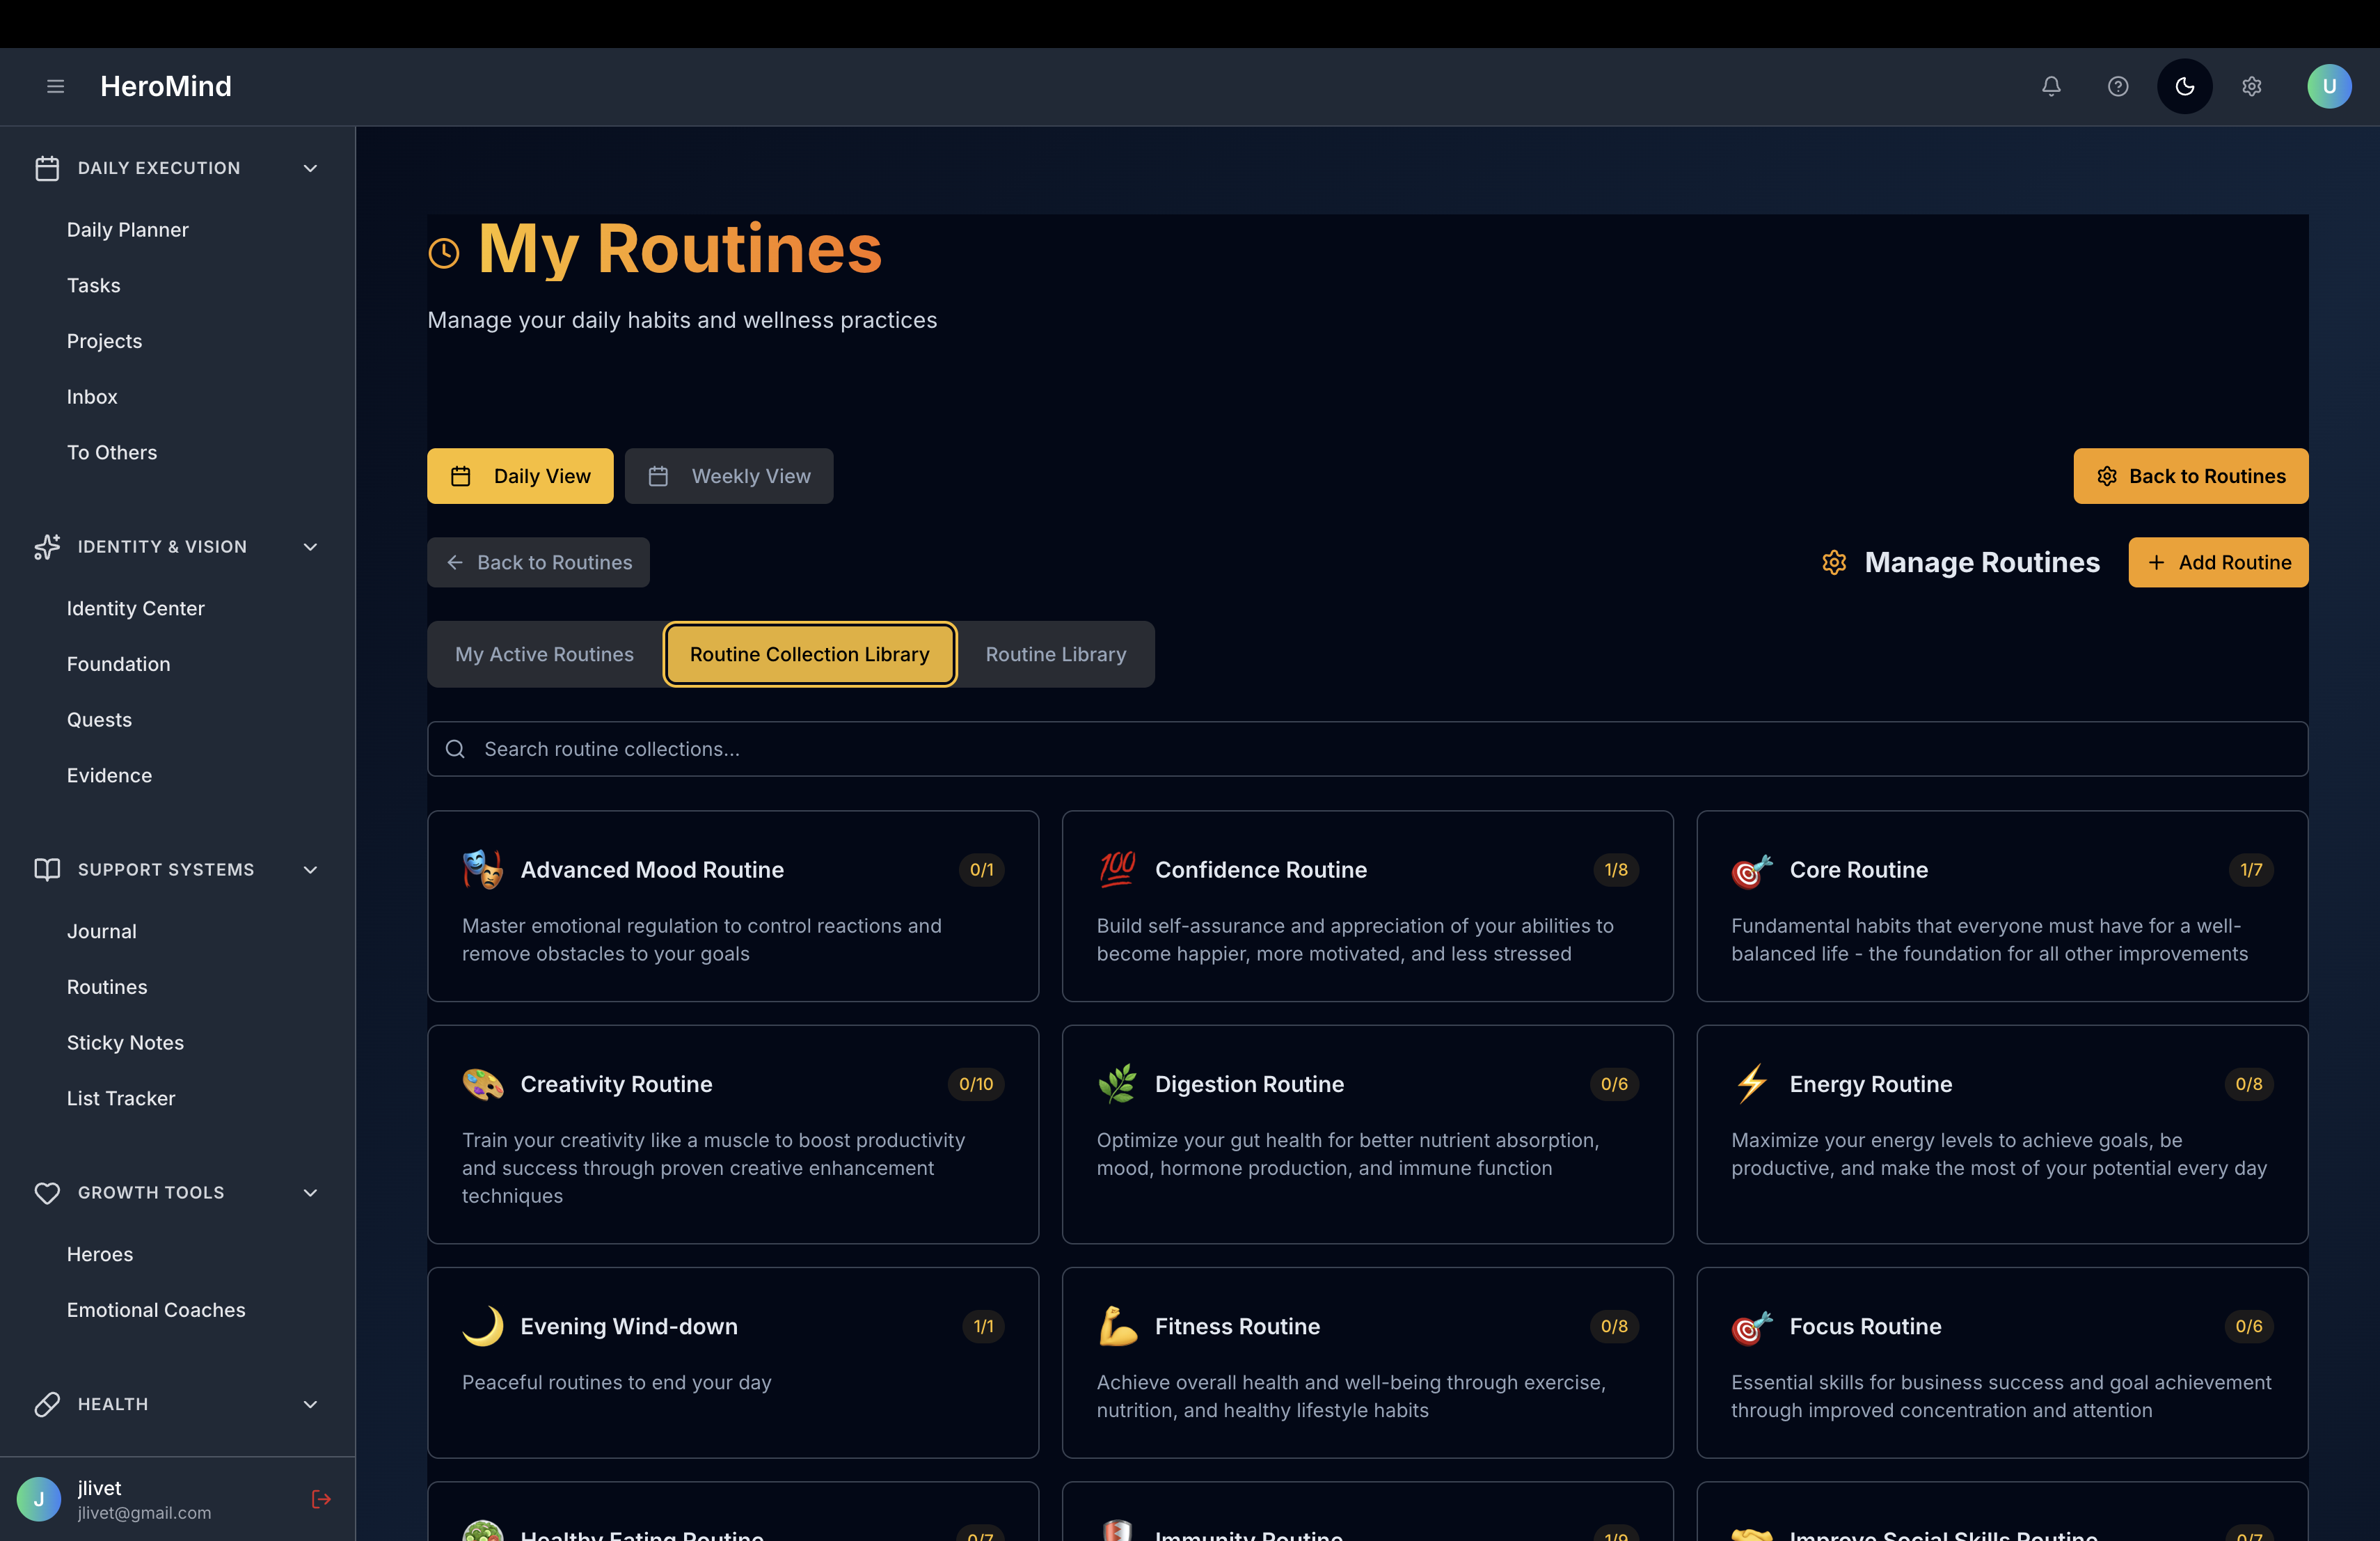 HeroMind
U
DAILY EXECUTION
Daily Planner
Tasks
Projects
Inbox
To Others
IDENTITY & VISION
Identity Center
Foundation
Quests
Evidence
SUPPORT SYSTEMS
Journal
Routines
Sticky Notes
List Tracker
GROWTH TOOLS
Heroes
Emotional Coaches
HEALTH
J
jlivet
jlivet@gmail.com
My Routines
Manage your daily habits and wellness practices
Daily View
Weekly View
Back to Routines
Back to Routines
Manage Routines
Add Routine
My Active Routines
Routine Collection Library
Routine Library
Search routine collections...
Advanced Mood Routine
0/1
Master emotional regulation to control reactions and
remove obstacles to your goals
100
Confidence Routine
1/8
Build self-assurance and appreciation of your abilities to
become happier, more motivated, and less stressed
Core Routine
1/7
Fundamental habits that everyone must have for a well-
balanced life - the foundation for all other improvements
Creativity Routine
0/10
Train your creativity like a muscle to boost productivity
and success through proven creative enhancement
techniques
Digestion Routine
0/6
Optimize your gut health for better nutrient absorption,
mood, hormone production, and immune function
Energy Routine
0/8
Maximize your energy levels to achieve goals, be
productive, and make the most of your potential every day
Evening Wind-down
1/1
Peaceful routines to end your day
Fitness Routine
0/8
Achieve overall health and well-being through exercise,
nutrition, and healthy lifestyle habits
Focus Routine
0/6
Essential skills for business success and goal achievement
through improved concentration and attention
Healthy Eating Routine
0/7
Immunity Routine
1/9
Improve Social Skills Routine
0/7